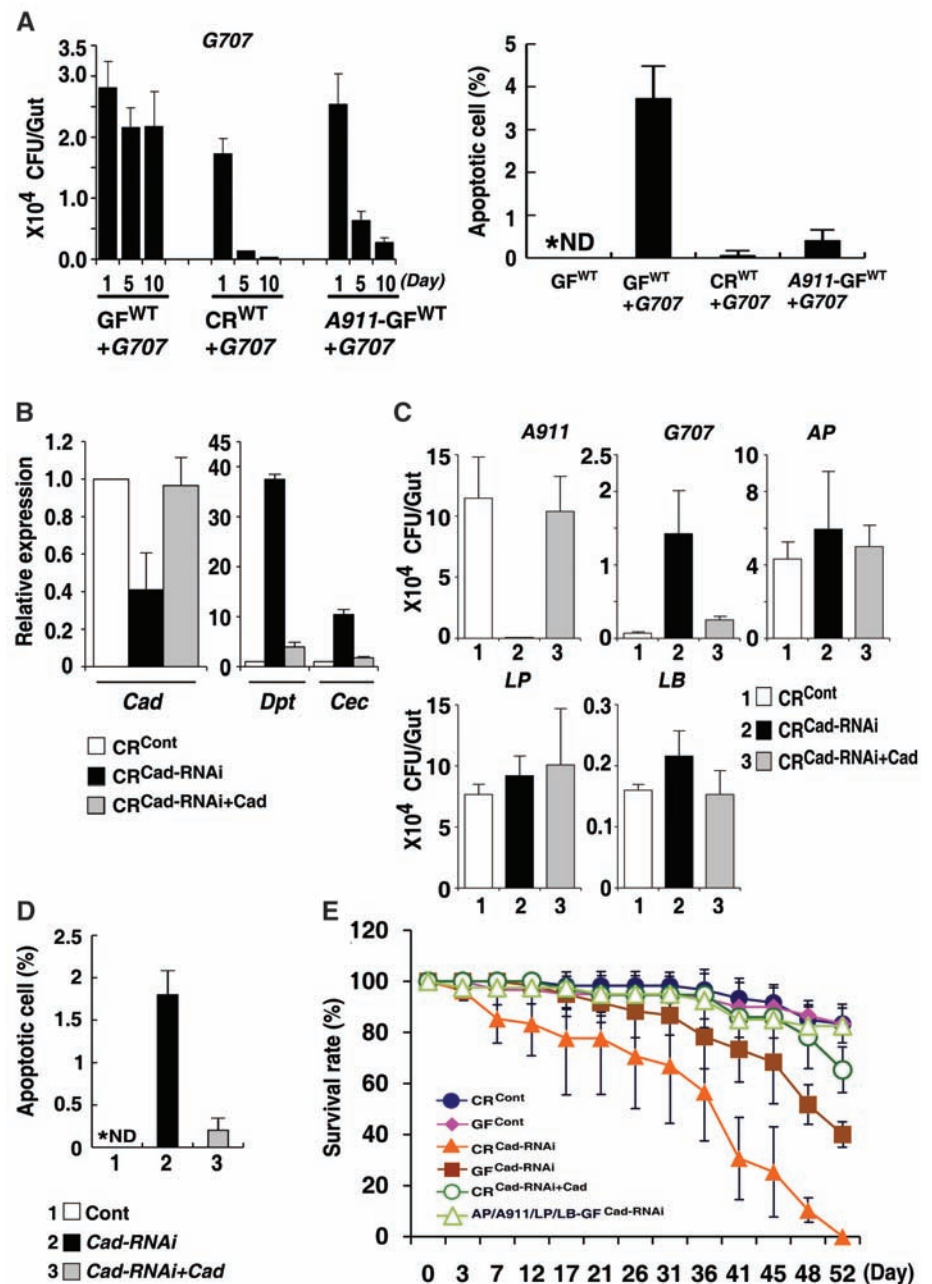 A
G707
3.5
3.0
2.0
1.0
0.0
X10⁴ CFU/Gut
1 5 10 1 5 10 1 5 10 (Day)
GF^WT +G707
CR^WT +G707
A911-GF^WT +G707
5
4
3
2
1
0
Apoptotic cell (%)
*ND
GF^WT
GF^WT +G707
CR^WT +G707
A911-GF^WT +G707
B
1.2
1.0
0.8
0.6
0.4
0.2
0
Relative expression
Cad
45
40
30
20
10
0
Dpt
Cec
CR^Cont
CR^Cad-RNAi
CR^Cad-RNAi+Cad
C
A911
15
10
5
0
X10⁴ CFU/Gut
1 2 3
G707
2.5
2
1
0
1 2 3
AP
10
8
6
4
2
0
1 2 3
LP
15
10
5
0
X10⁴ CFU/Gut
1 2 3
LB
0.3
0.2
0.1
0
1 2 3
1 CR^Cont
2 CR^Cad-RNAi
3 CR^Cad-RNAi+Cad
D
2.5
2
1.5
1
0.5
0
Apoptotic cell (%)
*ND
1 2 3
1 Cont
2 Cad-RNAi
3 Cad-RNAi+Cad
E
120
100
80
60
40
20
0
Survival rate (%)
CR^Cont
GF^Cont
CR^Cad-RNAi
GF^Cad-RNAi
CR^Cad-RNAi+Cad
AP/A911/LP/LB-GF^Cad-RNAi
0 3 7 12 17 21 26 31 36 41 45 48 52 (Day)